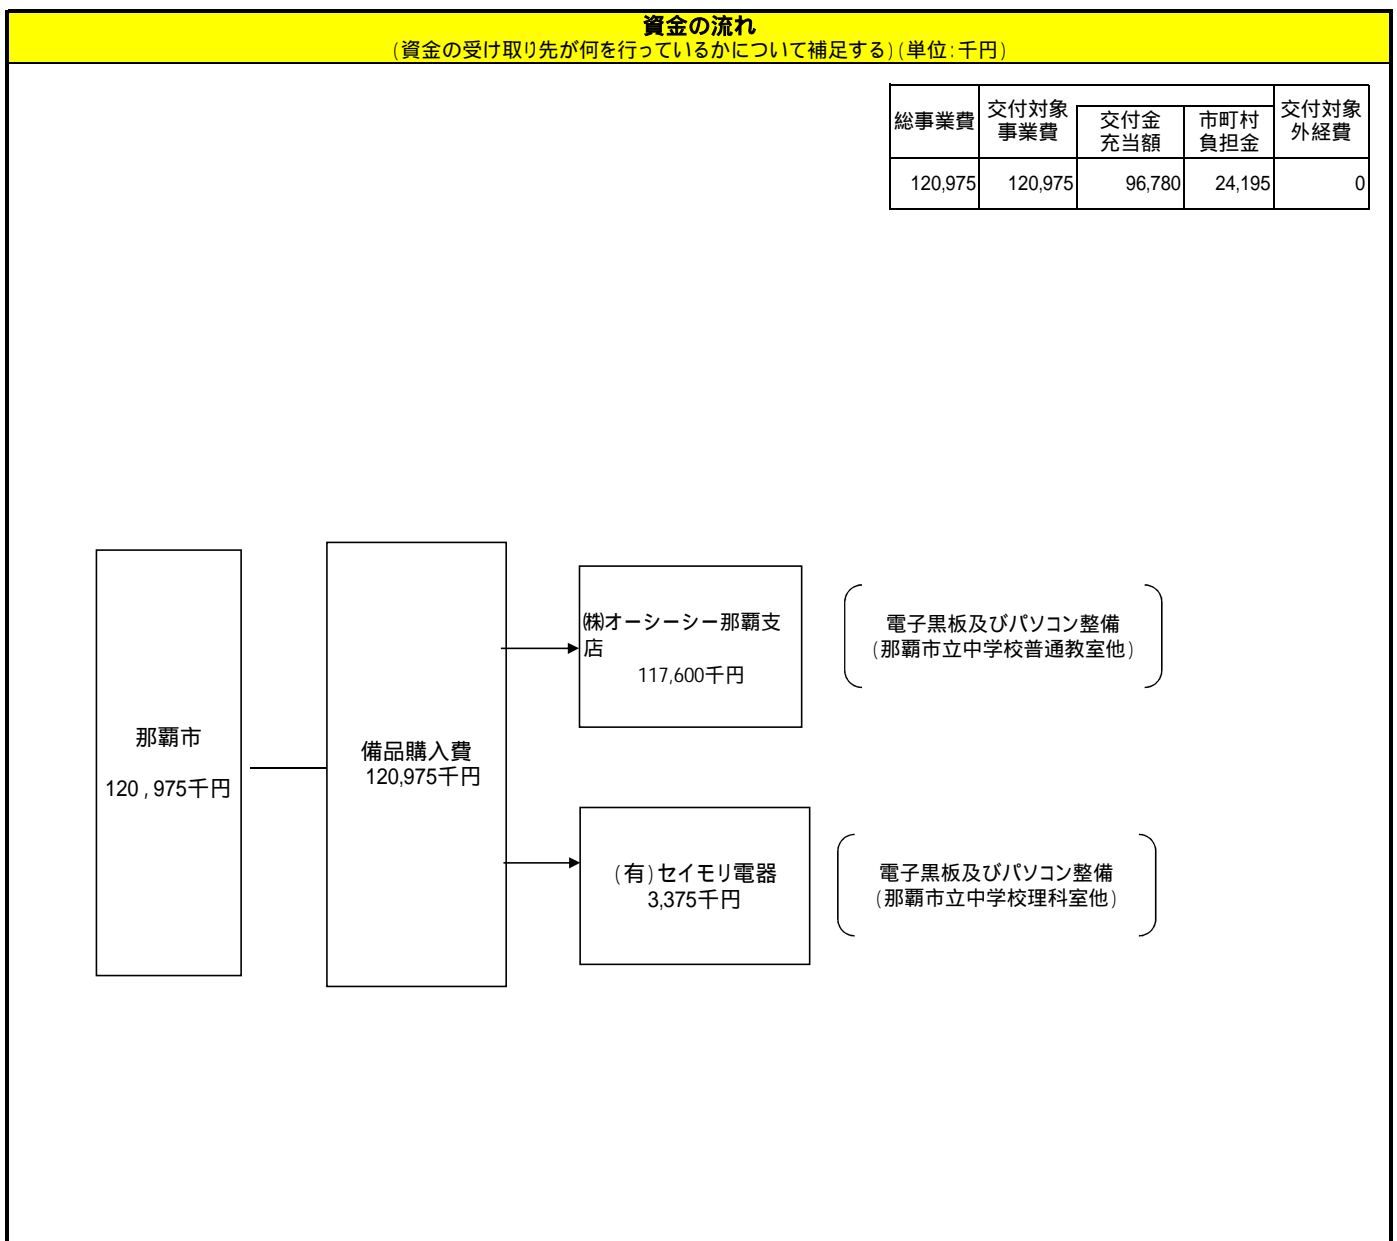 資金の流れ
(資金の受け取り先が何を行っているかについて補足する)(単位:千円)
総事業費
交付対象
事業費
交付金
充当額
市町村
負担金
交付対象
外経費
120,975 120,975 96,780 24,195 0
那覇市
120,975千円
備品購入費
120,975千円
㈱オーシーシー那覇支
店
117,600千円
電子黒板及びパソコン整備
(那覇市立中学校普通教室他)
(有)セイモリ電器
3,375千円
電子黒板及びパソコン整備
(那覇市立中学校理科室他)